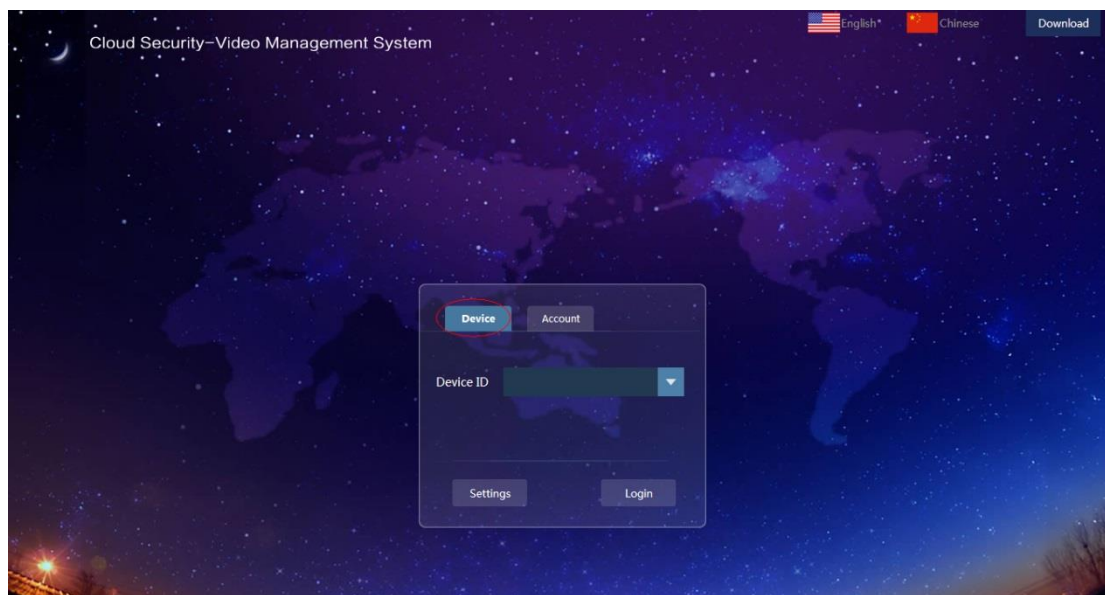 Cloud Security-Video Management System
English* Chinese Download
Device Account
Device ID
Settings Login